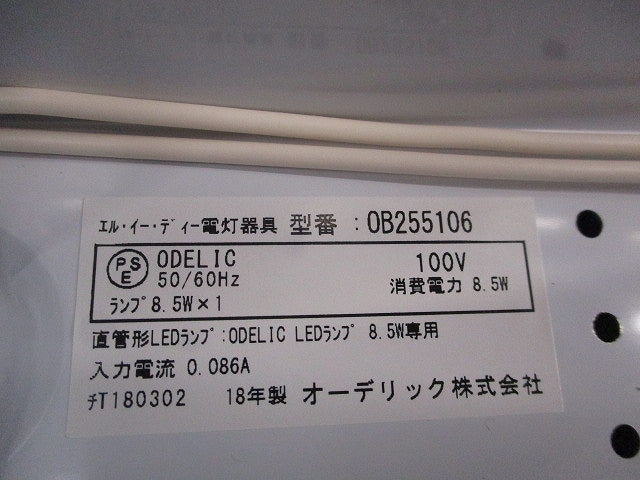 エル・イー・ディー電灯器具 型番：OB255106
PSE ODELIC 100V
50/60Hz 消費電力 8.5W
ランプ 8.5W×1
直管形LEDランプ：ODELIC LEDランプ 8.5W専用
入力電流 0.086A
チT180302 18年製 オーデリック株式会社